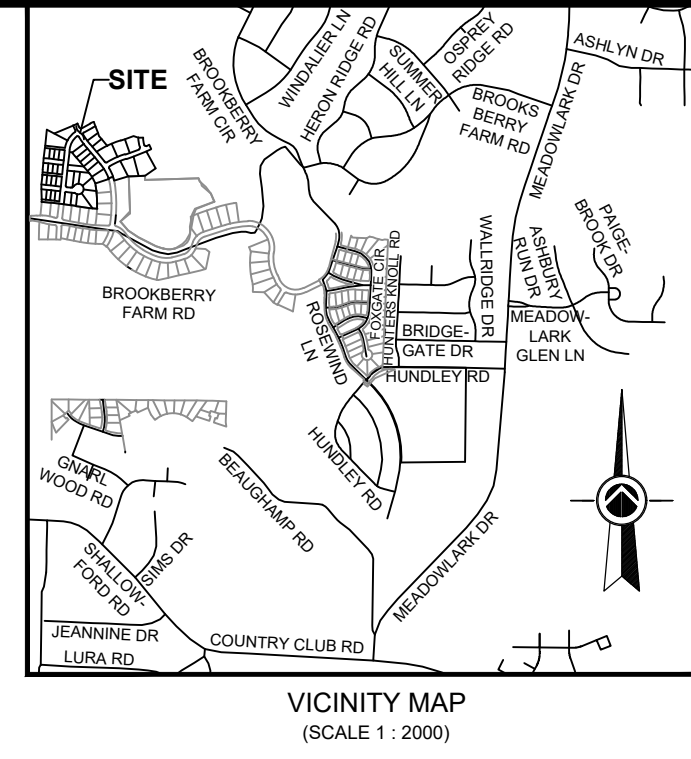 SITE
BROOKBERRY
FARM CIR
WINDALIER LN
HERON RIDGE RD
SUMMER
HILL LN
OSPREY
RIDGE RD
BROOKS
BERRY
FARM RD
MEADOWLARK DR
ASHLYN DR
BROOKBERRY
FARM RD
ROSEWIND
LN
FOXGATE CIR
HUNTERS KNOLL RD
WALLRIDGE DR
BRIDGE-
GATE DR
HUNDLEY RD
ASHBURY
RUN DR
PAIGE-
BROOK DR
MEADOW-
LARK
GLEN LN
GNARL
WOOD RD
BEAUGHAMP RD
HUNDLEY RD
SHALLOW-
FORD RD
SIMS DR
MEADOWLARK DR
JEANNINE DR
LURA RD
COUNTRY CLUB RD
VICINITY MAP
(SCALE 1 : 2000)